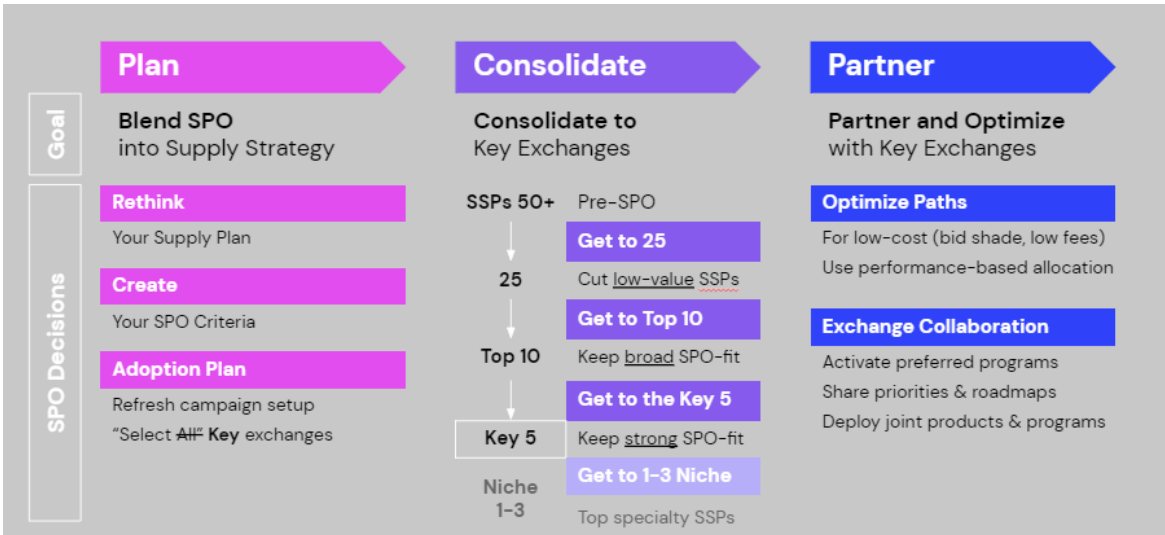 Plan
Consolidate
Partner
Goal
Blend SPO
into Supply Strategy
Consolidate to
Key Exchanges
Partner and Optimize
with Key Exchanges
SPO Decisions
Rethink
Your Supply Plan
Create
Your SPO Criteria
Adoption Plan
Refresh campaign setup
“Select All” Key exchanges
SSPs 50+ Pre-SPO
Get to 25
25 Cut low-value SSPs
Get to Top 10
Top 10 Keep broad SPO-fit
Get to the Key 5
Key 5 Keep strong SPO-fit
Get to 1-3 Niche
Niche
1-3
Top specialty SSPs
Optimize Paths
For low-cost (bid shade, low fees)
Use performance-based allocation
Exchange Collaboration
Activate preferred programs
Share priorities & roadmaps
Deploy joint products & programs